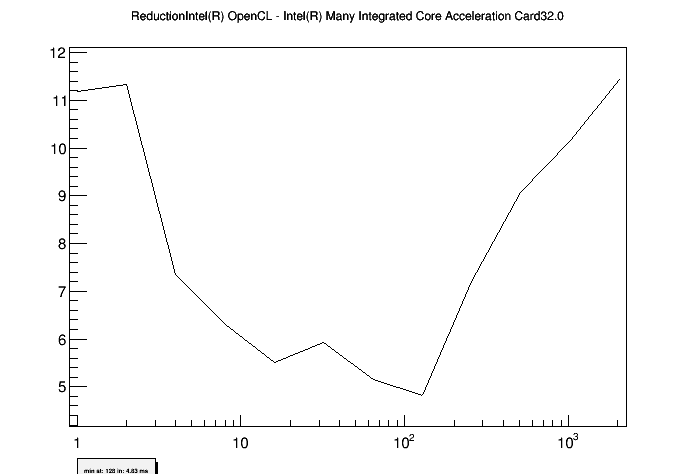 ReductionIntel(R) OpenCL - Intel(R) Many Integrated Core Acceleration Card32.0
12
11
10
9
8
7
6
5
1 10 10² 10³
min at: 128 in: 4.83 ms